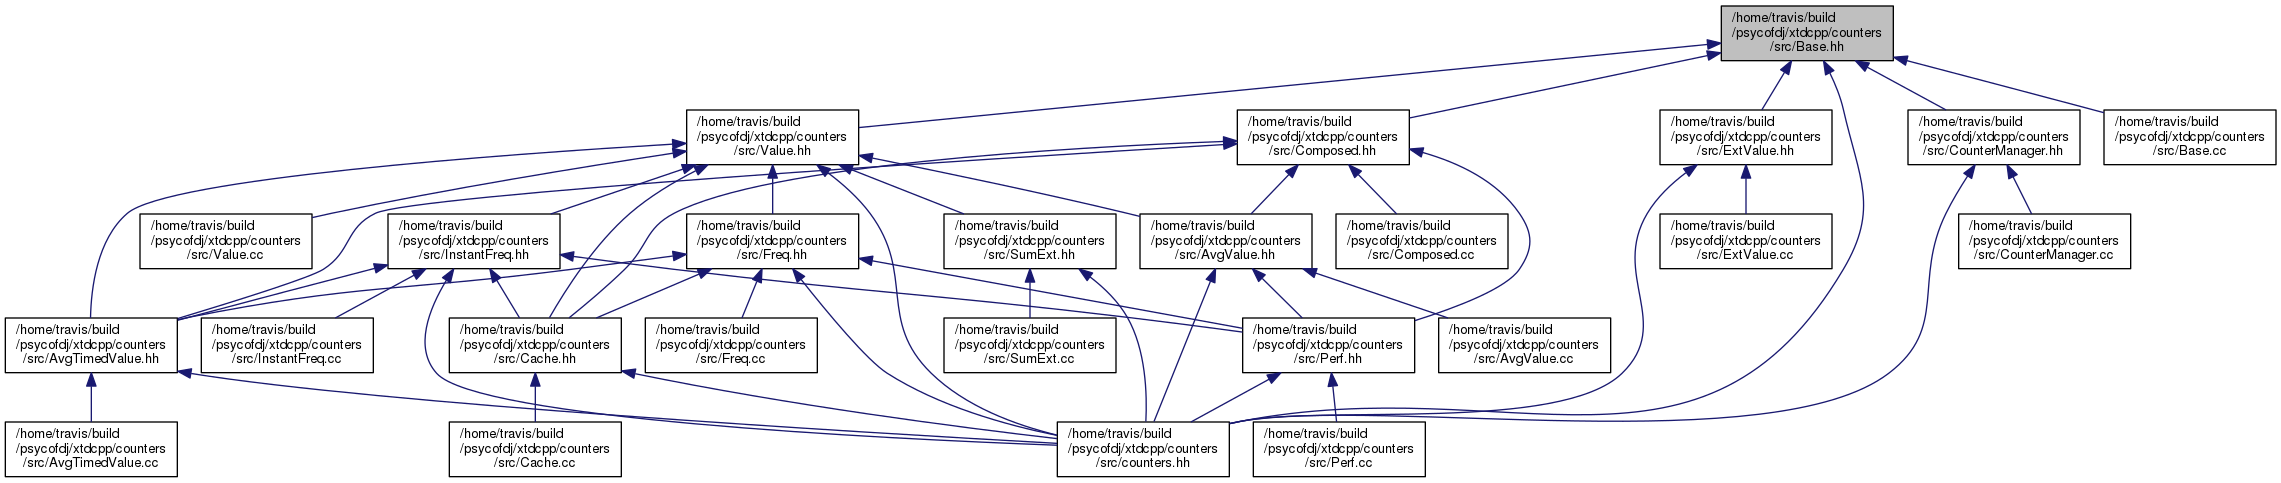 /home/travis/build
/psycofdj/xtdcpp/counters
/src/Base.hh
/home/travis/build
/psycofdj/xtdcpp/counters
/src/Value.hh
/home/travis/build
/psycofdj/xtdcpp/counters
/src/Composed.hh
/home/travis/build
/psycofdj/xtdcpp/counters
/src/ExtValue.hh
/home/travis/build
/psycofdj/xtdcpp/counters
/src/CounterManager.hh
/home/travis/build
/psycofdj/xtdcpp/counters
/src/Base.cc
/home/travis/build
/psycofdj/xtdcpp/counters
/src/Value.cc
/home/travis/build
/psycofdj/xtdcpp/counters
/src/InstantFreq.hh
/home/travis/build
/psycofdj/xtdcpp/counters
/src/Freq.hh
/home/travis/build
/psycofdj/xtdcpp/counters
/src/SumExt.hh
/home/travis/build
/psycofdj/xtdcpp/counters
/src/AvgValue.hh
/home/travis/build
/psycofdj/xtdcpp/counters
/src/Composed.cc
/home/travis/build
/psycofdj/xtdcpp/counters
/src/ExtValue.cc
/home/travis/build
/psycofdj/xtdcpp/counters
/src/CounterManager.cc
/home/travis/build
/psycofdj/xtdcpp/counters
/src/AvgTimedValue.hh
/home/travis/build
/psycofdj/xtdcpp/counters
/src/InstantFreq.cc
/home/travis/build
/psycofdj/xtdcpp/counters
/src/Cache.hh
/home/travis/build
/psycofdj/xtdcpp/counters
/src/Freq.cc
/home/travis/build
/psycofdj/xtdcpp/counters
/src/SumExt.cc
/home/travis/build
/psycofdj/xtdcpp/counters
/src/Perf.hh
/home/travis/build
/psycofdj/xtdcpp/counters
/src/AvgValue.cc
/home/travis/build
/psycofdj/xtdcpp/counters
/src/AvgTimedValue.cc
/home/travis/build
/psycofdj/xtdcpp/counters
/src/Cache.cc
/home/travis/build
/psycofdj/xtdcpp/counters
/src/counters.hh
/home/travis/build
/psycofdj/xtdcpp/counters
/src/Perf.cc